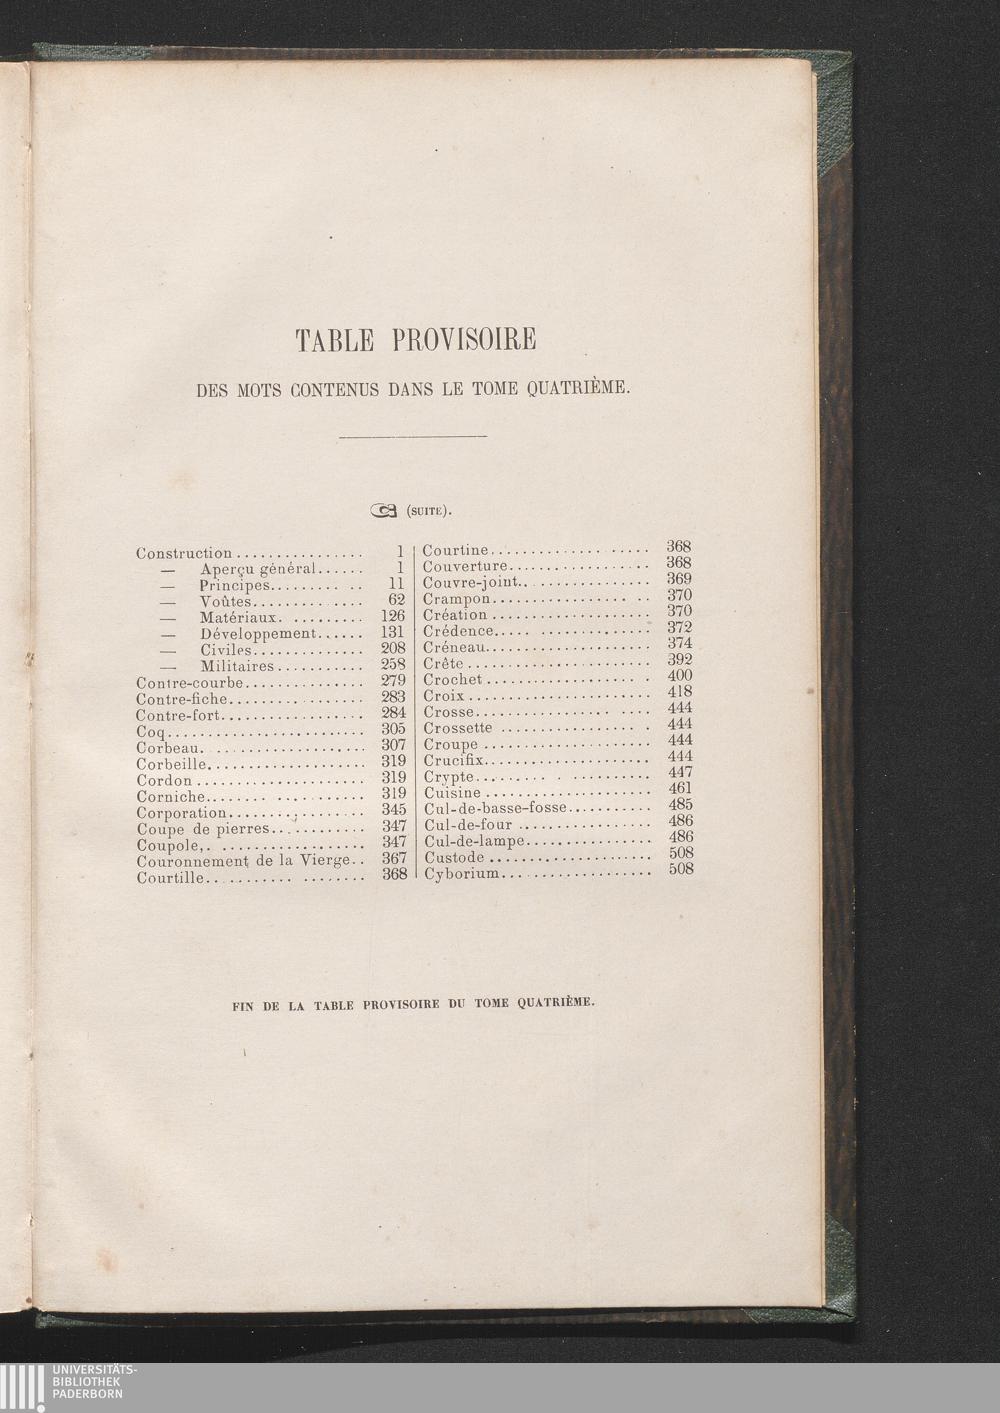 TABLE PROVISOIRE
DES MOTS CONTENUS DANS LE TOME QUATRIÈME.
C (SUITE).
Construction ................ 1
— Aperçu général...... 1
— Principes............ 11
— Voûtes.............. 62
— Matériaux........... 126
— Développement...... 131
— Civiles.............. 208
— Militaires........... 258
Contre-courbe............... 279
Contre-fiche................. 283
Contre-fort.................. 284
Coq......................... 305
Corbeau..................... 307
Corbeille.................... 319
Cordon ..................... 319
Corniche.................... 319
Corporation................. 345
Coupe de pierres............ 347
Coupole,.................... 347
Couronnement de la Vierge.. 367
Courtille.................... 368
Courtine.................... 368
Couverture.................. 368
Couvre-joint................. 369
Crampon.................... 370
Création .................... 370
Crédence.................... 372
Créneau..................... 374
Crête ....................... 392
Crochet ..................... 400
Croix ....................... 418
Crosse...................... 444
Crossette ................... 444
Croupe ..................... 444
Crucifix..................... 444
Crypte...................... 447
Cuisine ..................... 461
Cul-de-basse-fosse........... 485
Cul-de-four ................. 486
Cul-de-lampe................ 486
Custode ..................... 508
Cyborium................... 508
FIN DE LA TABLE PROVISOIRE DU TOME QUATRIÈME.
UNIVERSITÄTS-
BIBLIOTHEK
PADERBORN